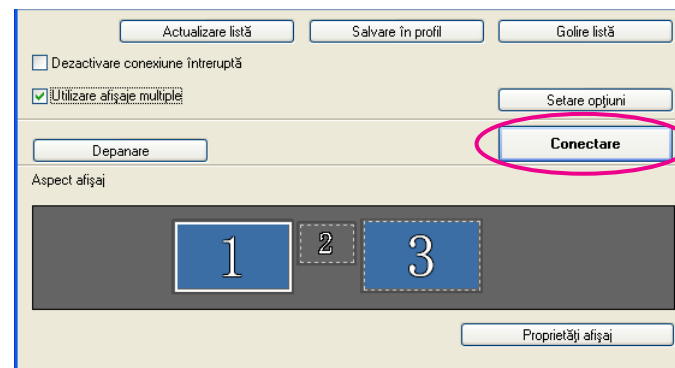 Actualizare listă Salvare în profil Golire listă
Dezactivare conexiune întreruptă
Utilizare afişaje multiple
Setare opţiuni
Conectare
Depanare
Aspect afişaj
1 2 3
Proprietăţi afişaj